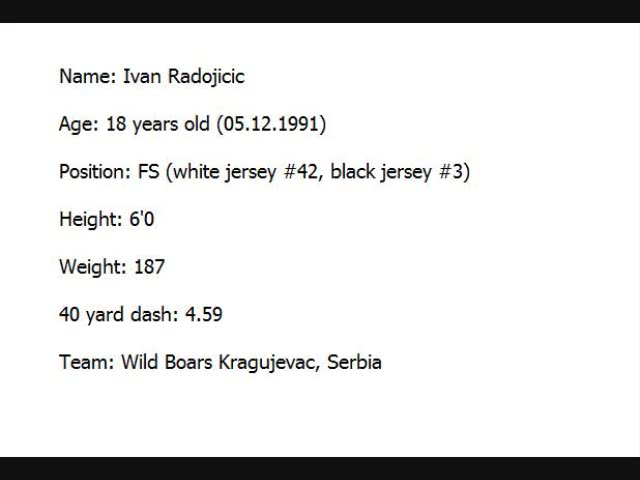 Name: Ivan Radojicic
Age: 18 years old (05.12.1991)
Position: FS (white jersey #42, black jersey #3)
Height: 6'0
Weight: 187
40 yard dash: 4.59
Team: Wild Boars Kragujevac, Serbia